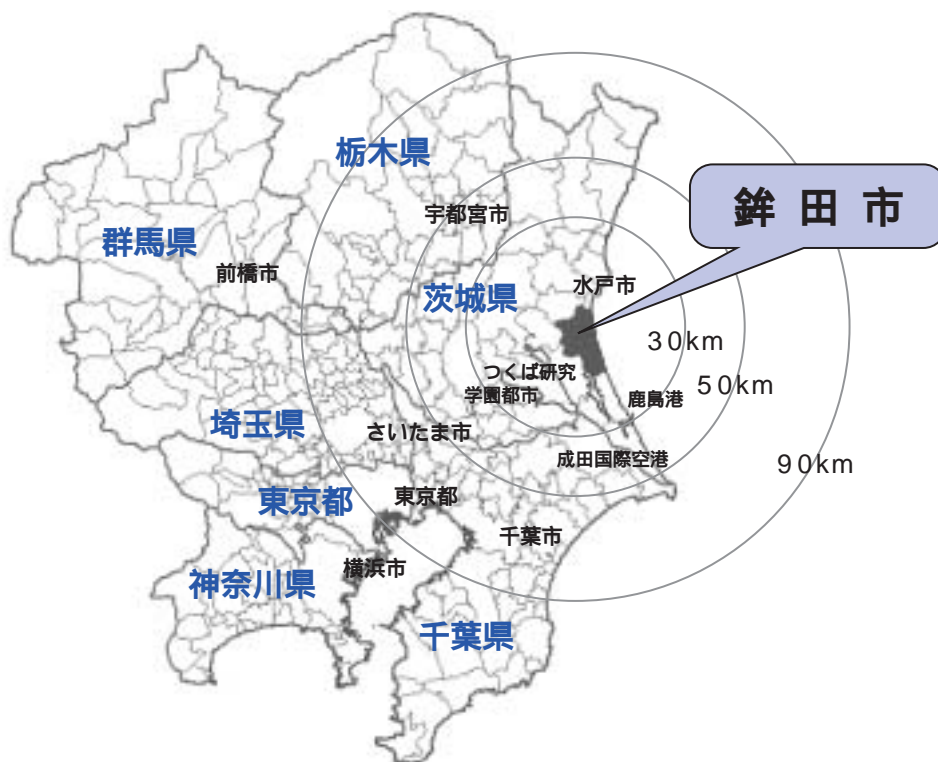 栃木県
鉾田市
宇都宮市
群馬県
前橋市
水戸市
茨城県
30km
つくば研究
学園都市
50km
鹿島港
埼玉県
さいたま市
成田国際空港
90km
東京都
東京都
千葉市
横浜市
神奈川県
千葉県